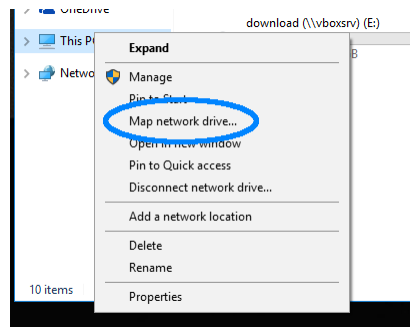 OneDrive
download (\\vboxsrv) (E:)
This PC
B
Expand
Netwo
Manage
Pin to Start
Map network drive...
Open in new window
Pin to Quick access
Disconnect network drive...
Add a network location
Delete
Rename
10 items
Properties